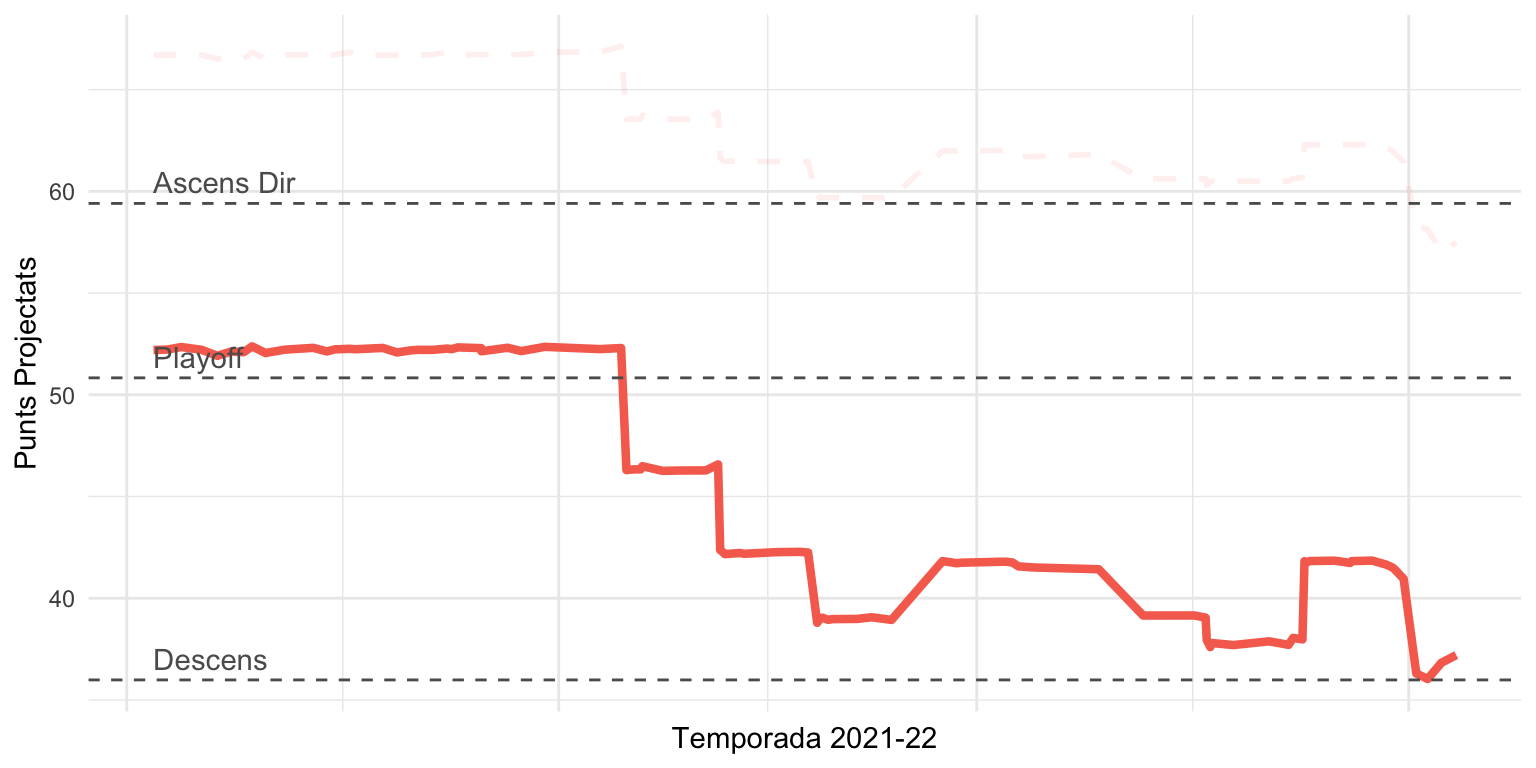 Ascens Dir
60
Playoff
50
40
Descens
Punts Projectats
Temporada 2021-22